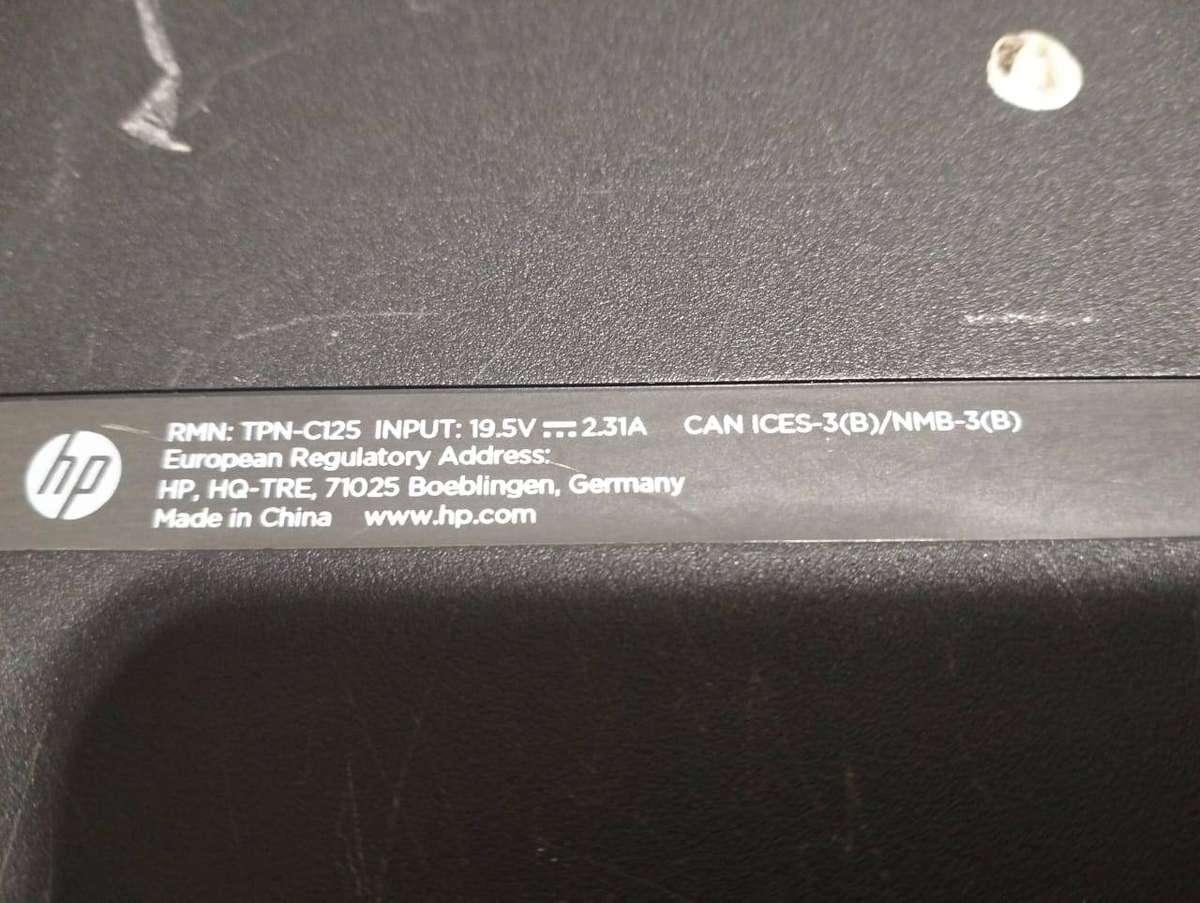 hp
RMN: TPN-C125 INPUT: 19.5V⎓2.31A CAN ICES-3(B)/NMB-3(B)
European Regulatory Address:
HP, HQ-TRE, 71025 Boeblingen, Germany
Made in China www.hp.com